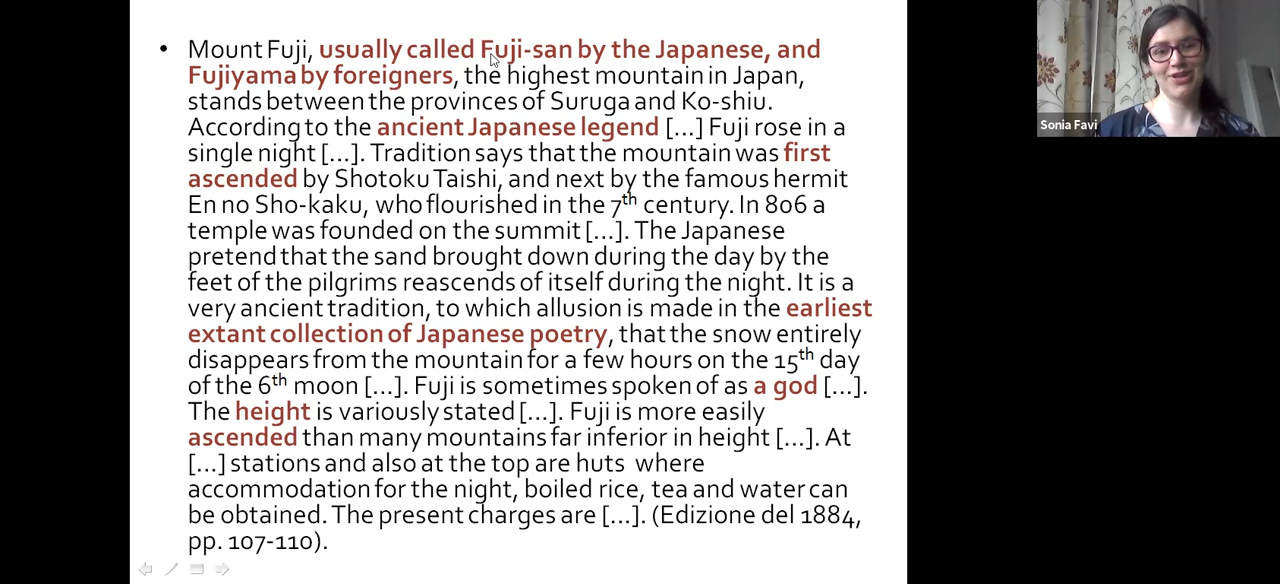 • Mount Fuji, usually called Fuji-san by the Japanese, and
Fujiyama by foreigners, the highest mountain in Japan,
stands between the provinces of Suruga and Ko-shiu.
According to the ancient Japanese legend [...] Fuji rose in a
single night [...]. Tradition says that the mountain was first
ascended by Shotoku Taishi, and next by the famous hermit
En no Sho-kaku, who flourished in the 7th century. In 806 a
temple was founded on the summit [...]. The Japanese
pretend that the sand brought down during the day by the
feet of the pilgrims reascends of itself during the night. It is a
very ancient tradition, to which allusion is made in the earliest
extant collection of Japanese poetry, that the snow entirely
disappears from the mountain for a few hours on the 15th day
of the 6th moon [...]. Fuji is sometimes spoken of as a god [...].
The height is variously stated [...]. Fuji is more easily
ascended than many mountains far inferior in height [...]. At
[...] stations and also at the top are huts where
accommodation for the night, boiled rice, tea and water can
be obtained. The present charges are [...]. (Edizione del 1884,
pp. 107-110).
Sonia Favi